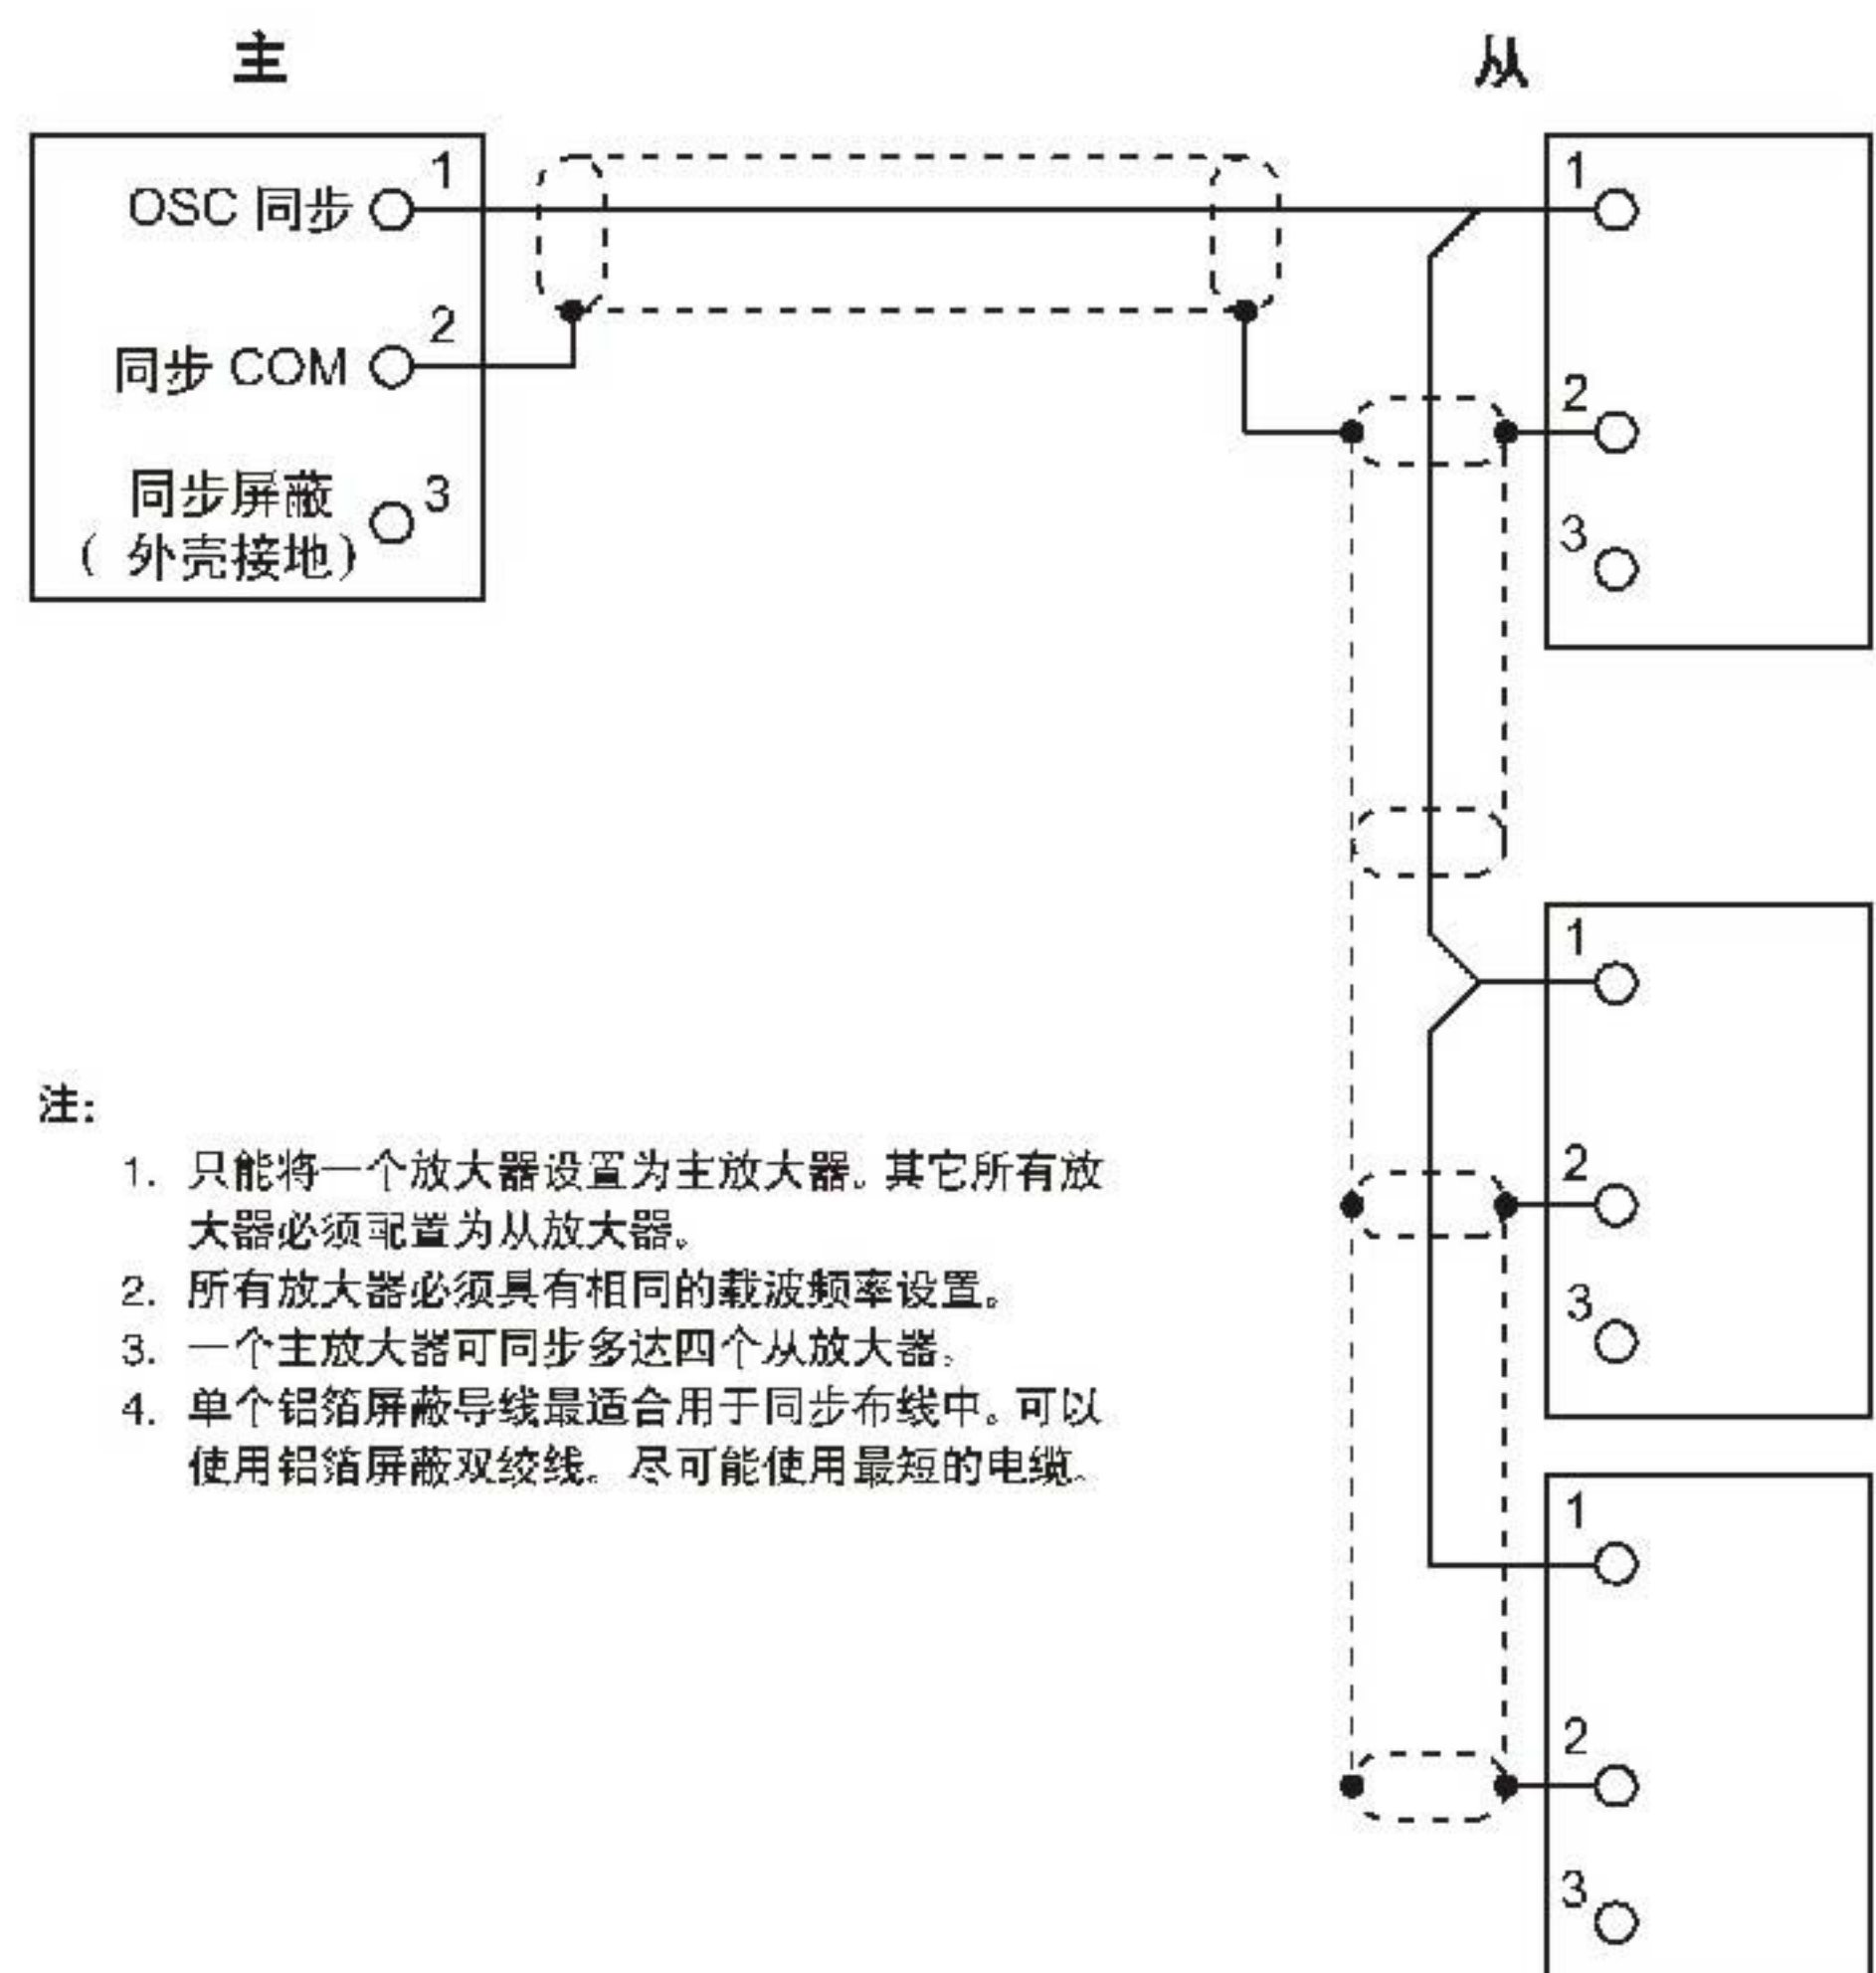 主
从
1
OSC 同步
2
同步 COM
同步屏蔽
3
( 外壳接地)
1
2
3
1
2
3
1
2
3
注:
1. 只能将一个放大器设置为主放大器。其它所有放
大器必须配置为从放大器。
2. 所有放大器必须具有相同的载波频率设置。
3. 一个主放大器可同步多达四个从放大器。
4. 单个铝箔屏蔽导线最适合用于同步布线中。可以
使用铝箔屏蔽双绞线。尽可能使用最短的电缆。